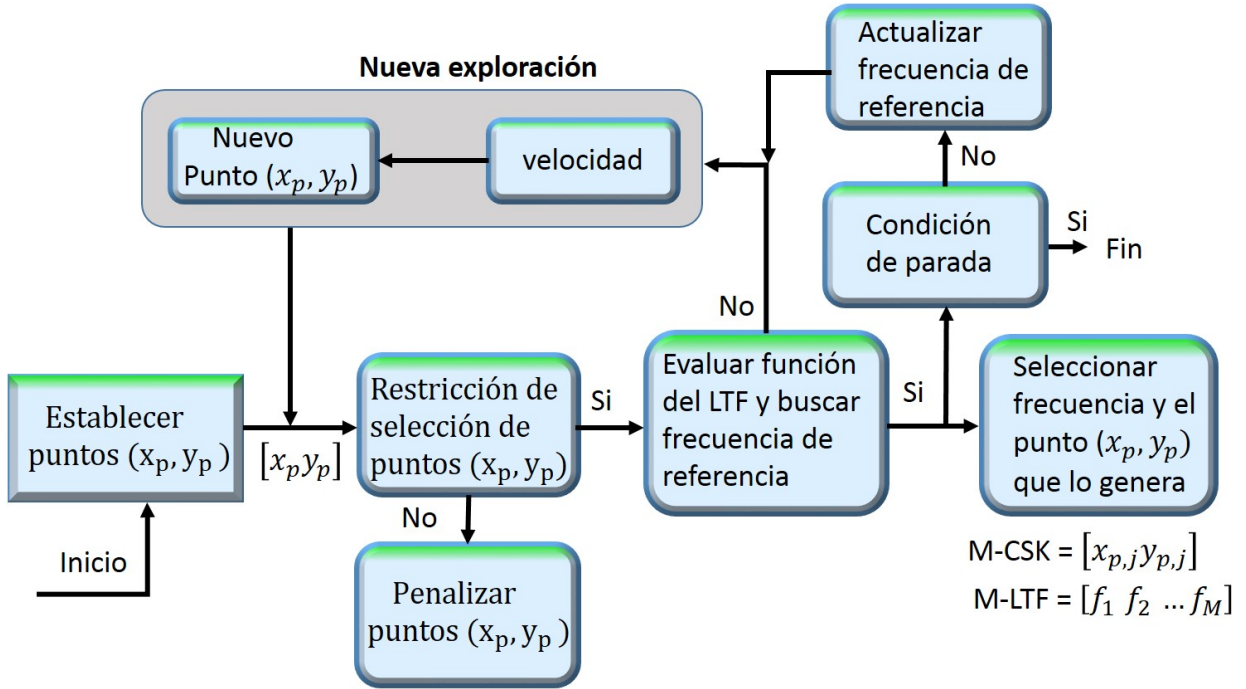 Nueva exploración
Nuevo
Punto (x_p, y_p)
velocidad
Actualizar
frecuencia de
referencia
No
Condición
de parada
Si
Fin
No
Establecer
puntos (x_p, y_p)
[x_p y_p]
Restricción de
selección de
puntos (x_p, y_p)
Si
Evaluar función
del LTF y buscar
frecuencia de
referencia
Si
Seleccionar
frecuencia y el
punto (x_p, y_p)
que lo genera
Inicio
No
Penalizar
puntos (x_p, y_p)
M-CSK = [x_{p,j} y_{p,j}]
M-LTF = [f_1 f_2 ... f_M]